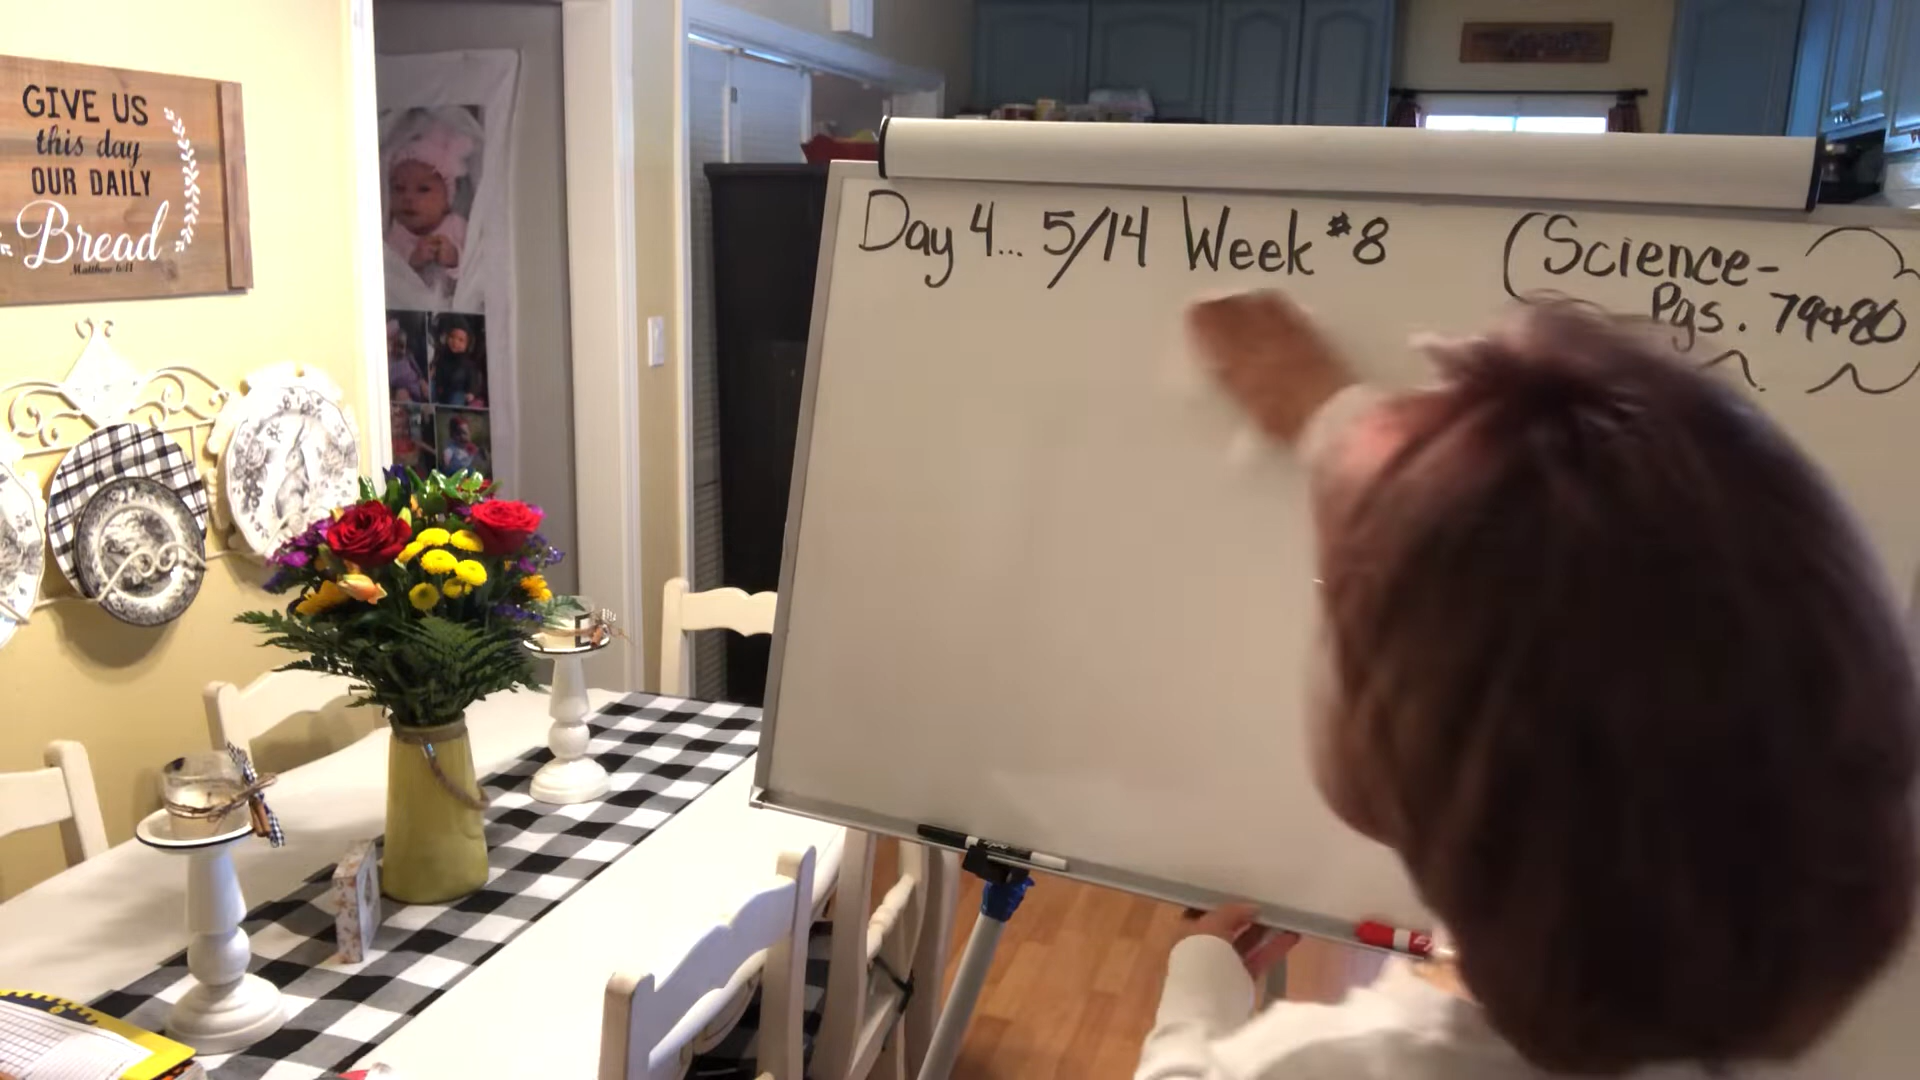 GIVE US
this day
OUR DAILY
Bread
Matthew 6:11
Day 4... 5/14 Week #8
(Science-
Pgs. 79+80